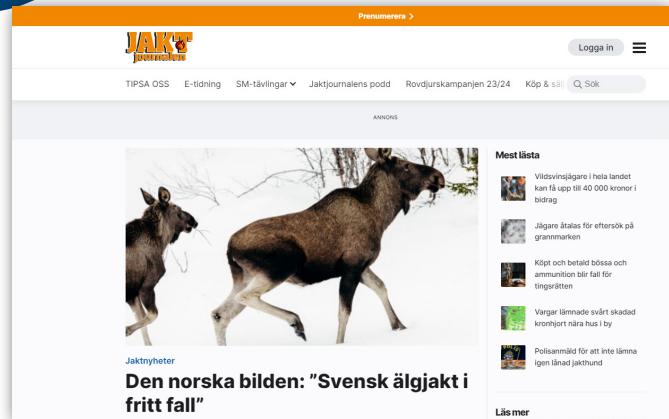 Prenumerera >
JAKT
journalen
Logga in
TIPSA OSS E-tidning SM-tävlingar Jaktjournalens podd Rovdjurskampanjen 23/24 Köp & sälj
Sök
ANNONS
Mest lästa
Vildsvinsjägare i hela landet
kan få upp till 40 000 kronor i
bidrag
Jägare åtalas för eftersök på
grannmarken
Köpt och betald bössa och
ammunition blir fall för
tingsrätten
Vargar lämnade svårt skadad
kronhjort nära hus i by
Polisanmäld för att inte lämna
igen lånad jakthund
Läs mer
Jaktnyheter
Den norska bilden: ”Svensk älgjakt i
fritt fall”